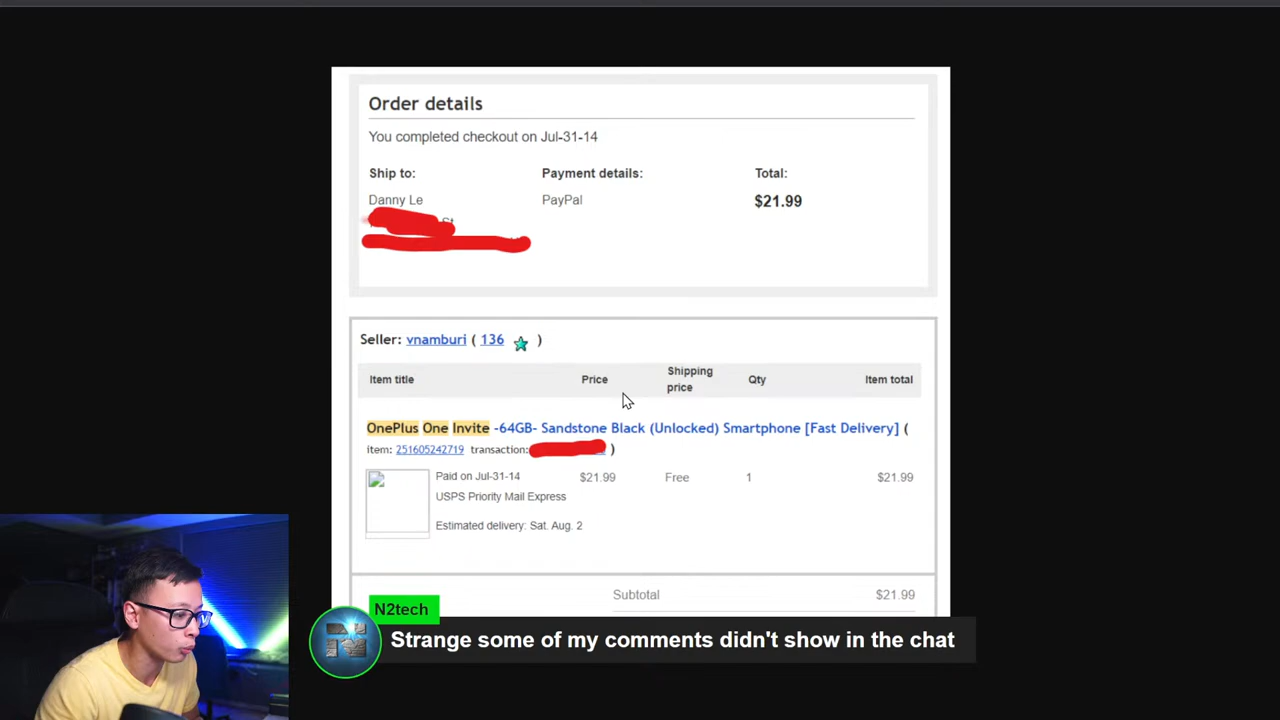 Order details
You completed checkout on Jul-31-14
Ship to: Payment details: Total:
Danny Le PayPal $21.99
St
Seller: vnamburi ( 136 )
Item title Price Shipping price Qty Item total
OnePlus One Invite -64GB- Sandstone Black (Unlocked) Smartphone [Fast Delivery] (
item: 251605242719 transaction: )
Paid on Jul-31-14 $21.99 Free 1 $21.99
USPS Priority Mail Express
Estimated delivery: Sat. Aug. 2
Subtotal $21.99
N2tech
Strange some of my comments didn't show in the chat